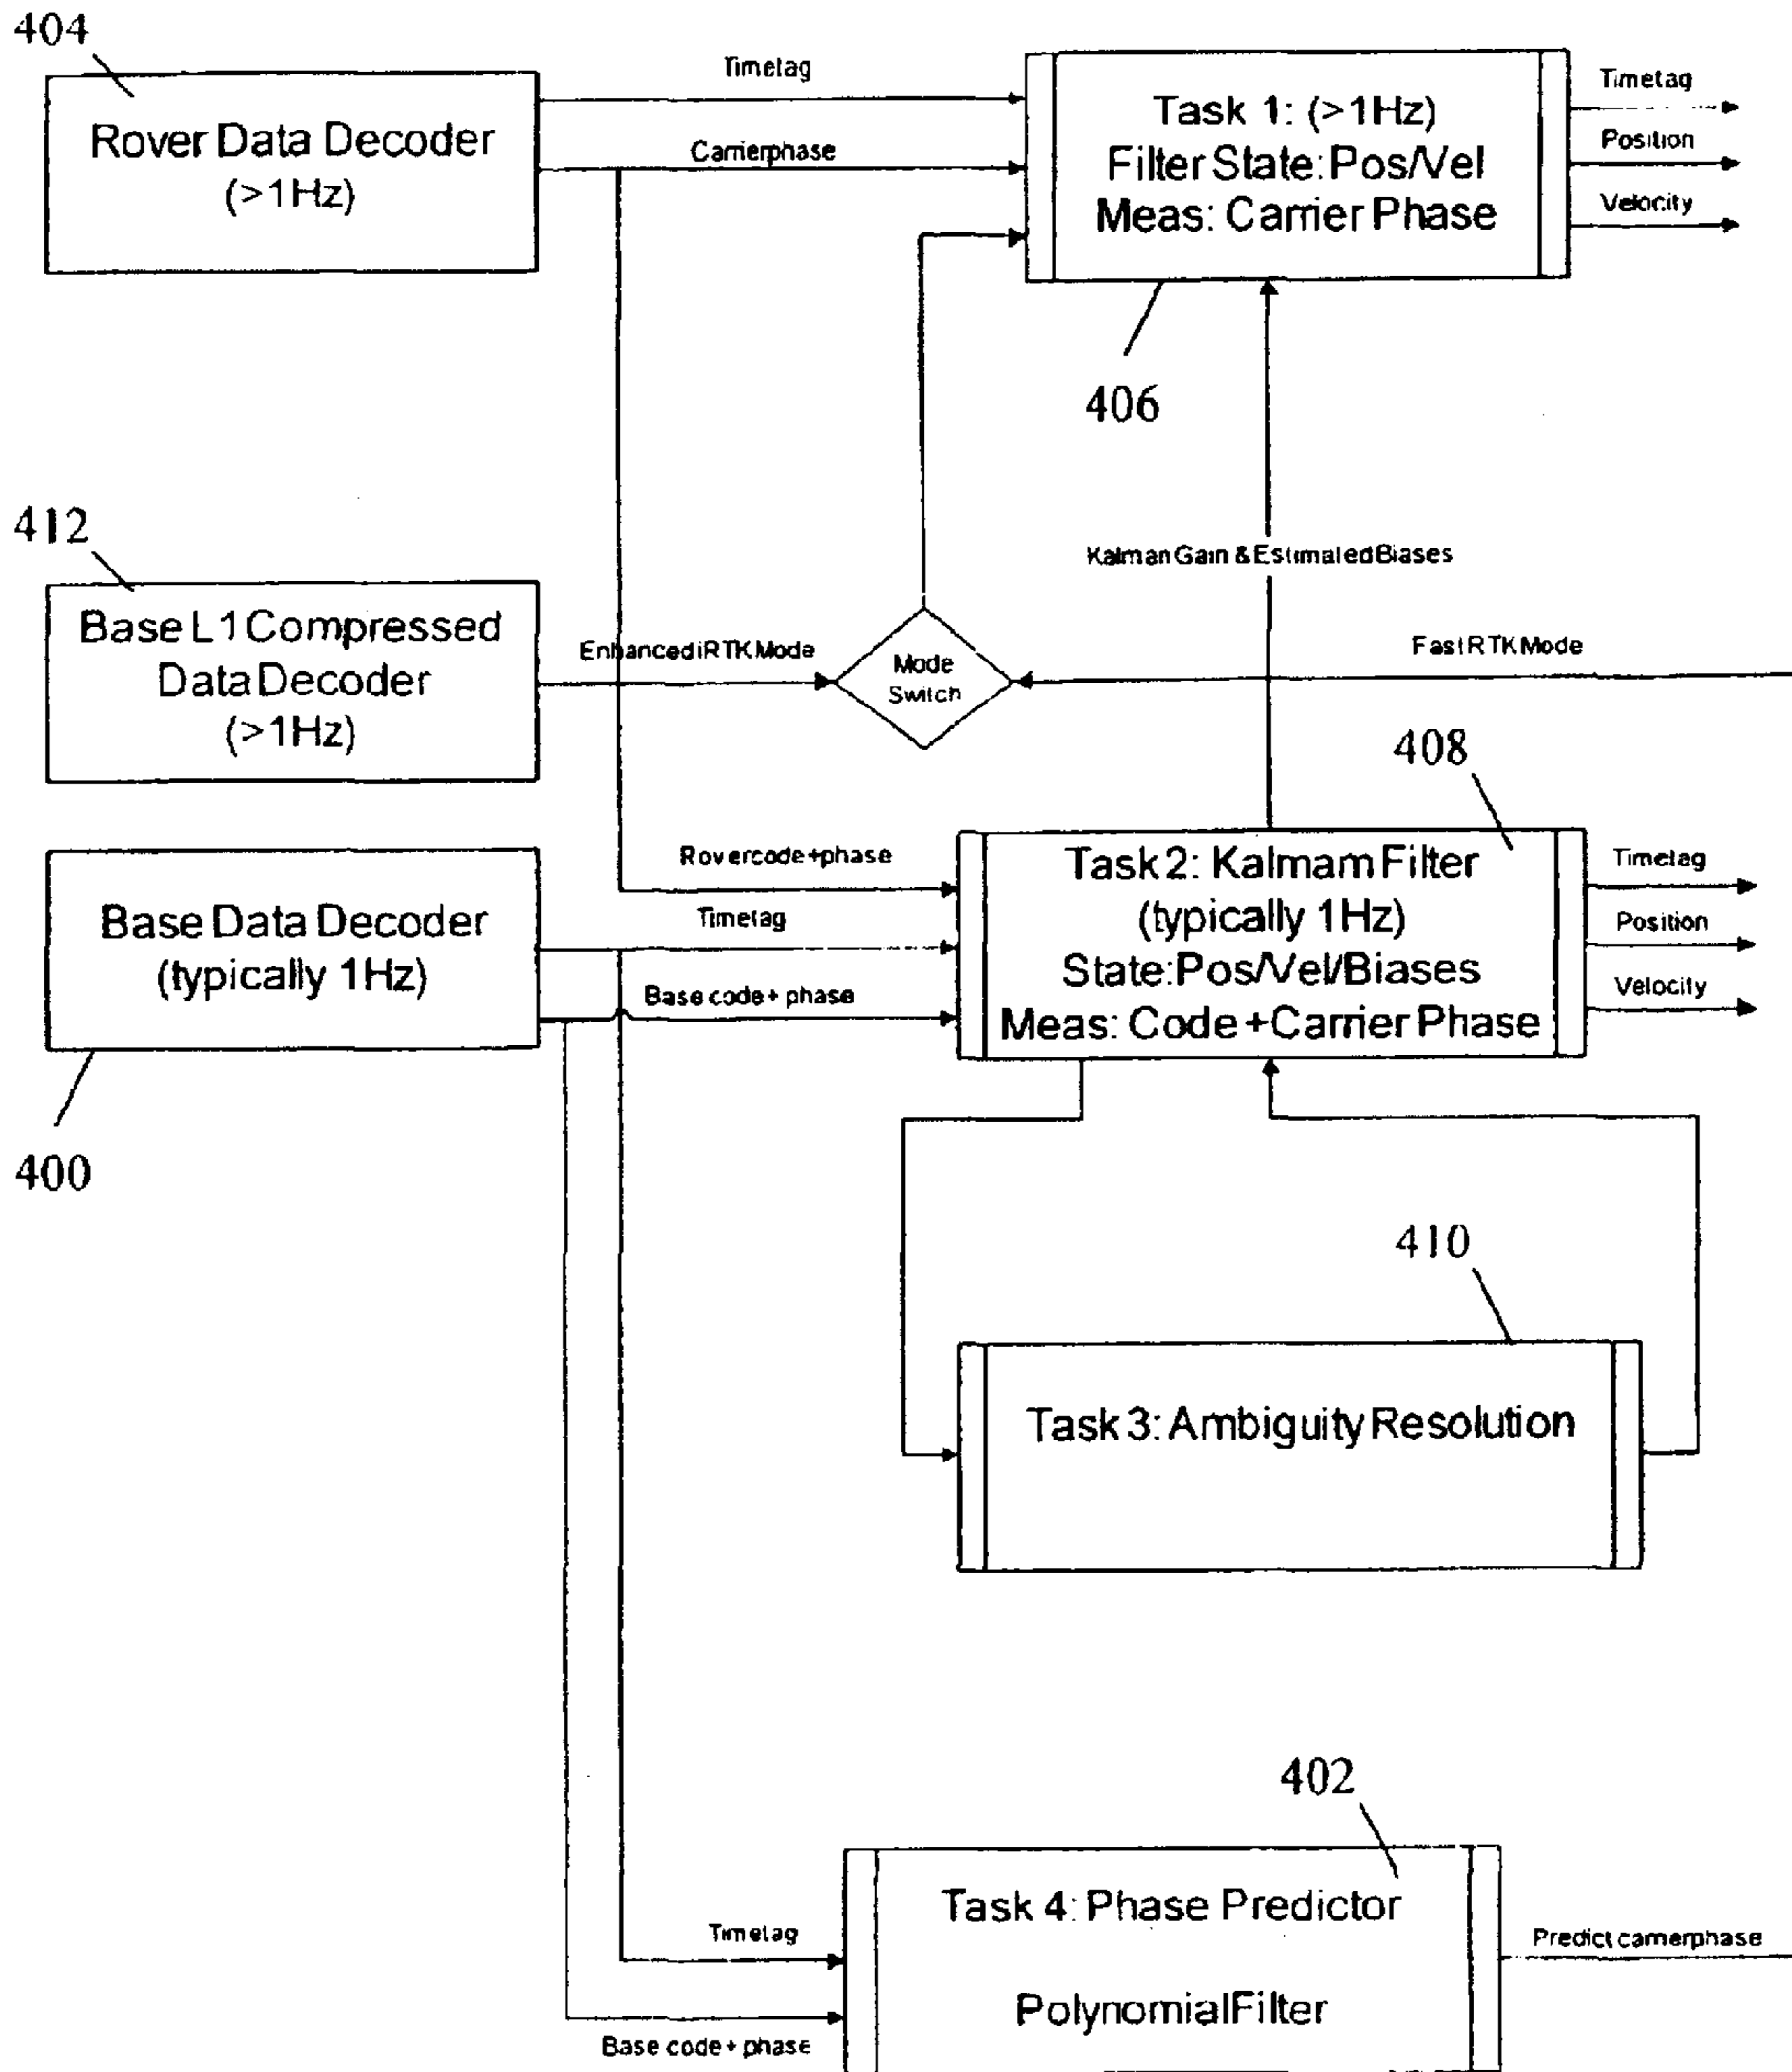 404
Rover Data Decoder
(>1Hz)
Timetag
Carrierphase
Task 1: (>1Hz)
Filter State: Pos/Vel
Meas: Carrier Phase
Timetag
Position
Velocity
406
412
Base L1 Compressed
Data Decoder
(>1Hz)
Enhanced iRTK Mode
Mode
Switch
Kalman Gain & Estimated Biases
Fast RTK Mode
408
Base Data Decoder
(typically 1Hz)
400
Rover code+phase
Timetag
Base code+ phase
Task 2: Kalmam Filter
(typically 1Hz)
State:Pos/Vel/Biases
Meas: Code+Carrier Phase
Timetag
Position
Velocity
410
Task 3: Ambiguity Resolution
402
Timetag
Base code+ phase
Task 4: Phase Predictor
Polynomial Filter
Predict carrierphase